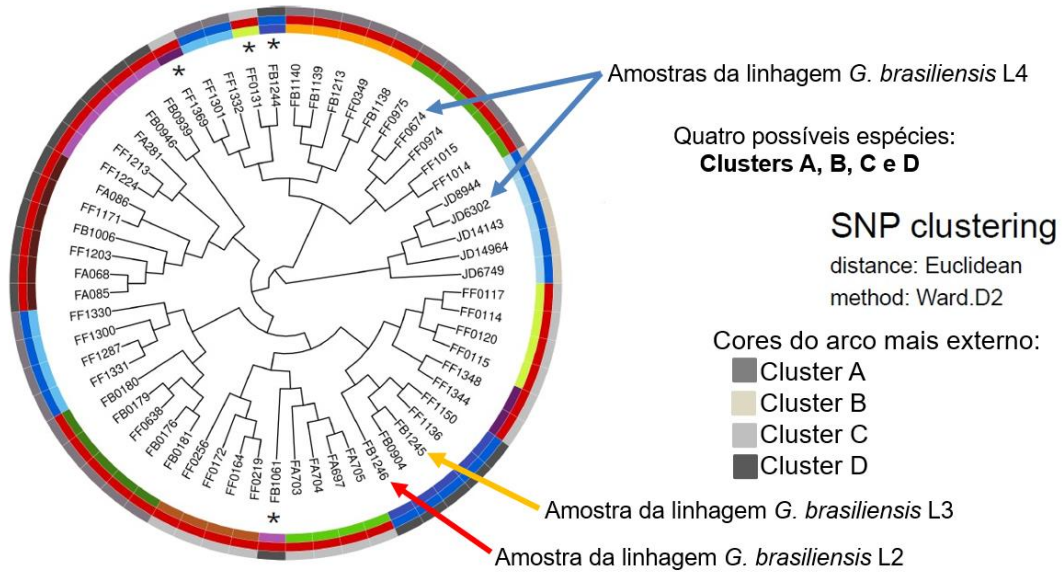 Amostras da linhagem G. brasiliensis L4
Quatro possíveis espécies:
Clusters A, B, C e D
SNP clustering
distance: Euclidean
method: Ward.D2
Cores do arco mais externo:
Cluster A
Cluster B
Cluster C
Cluster D
Amostra da linhagem G. brasiliensis L3
Amostra da linhagem G. brasiliensis L2
*
*
*
*
FB1140
FB1139
FB1213
FF0349
FB1138
FF0975
FF0674
FF0974
FF1015
FF1014
JD8944
JD6302
JD14143
JD14964
JD6749
FF0117
FF0114
FF0120
FF0115
FF1348
FF1344
FF1150
FF1136
FB1245
FB0904
FB1246
FA705
FA697
FA704
FA703
FB1061
FF0219
FF0164
FF0172
FF0256
FB0181
FB0176
FF0638
FB0179
FB0180
FF1331
FF1287
FF1300
FF1330
FA085
FA068
FF1203
FB1006
FF1171
FA086
FF1224
FF1213
FA281
FB0946
FB0939
FF1369
FF1301
FF1332
FF0131
FB1244